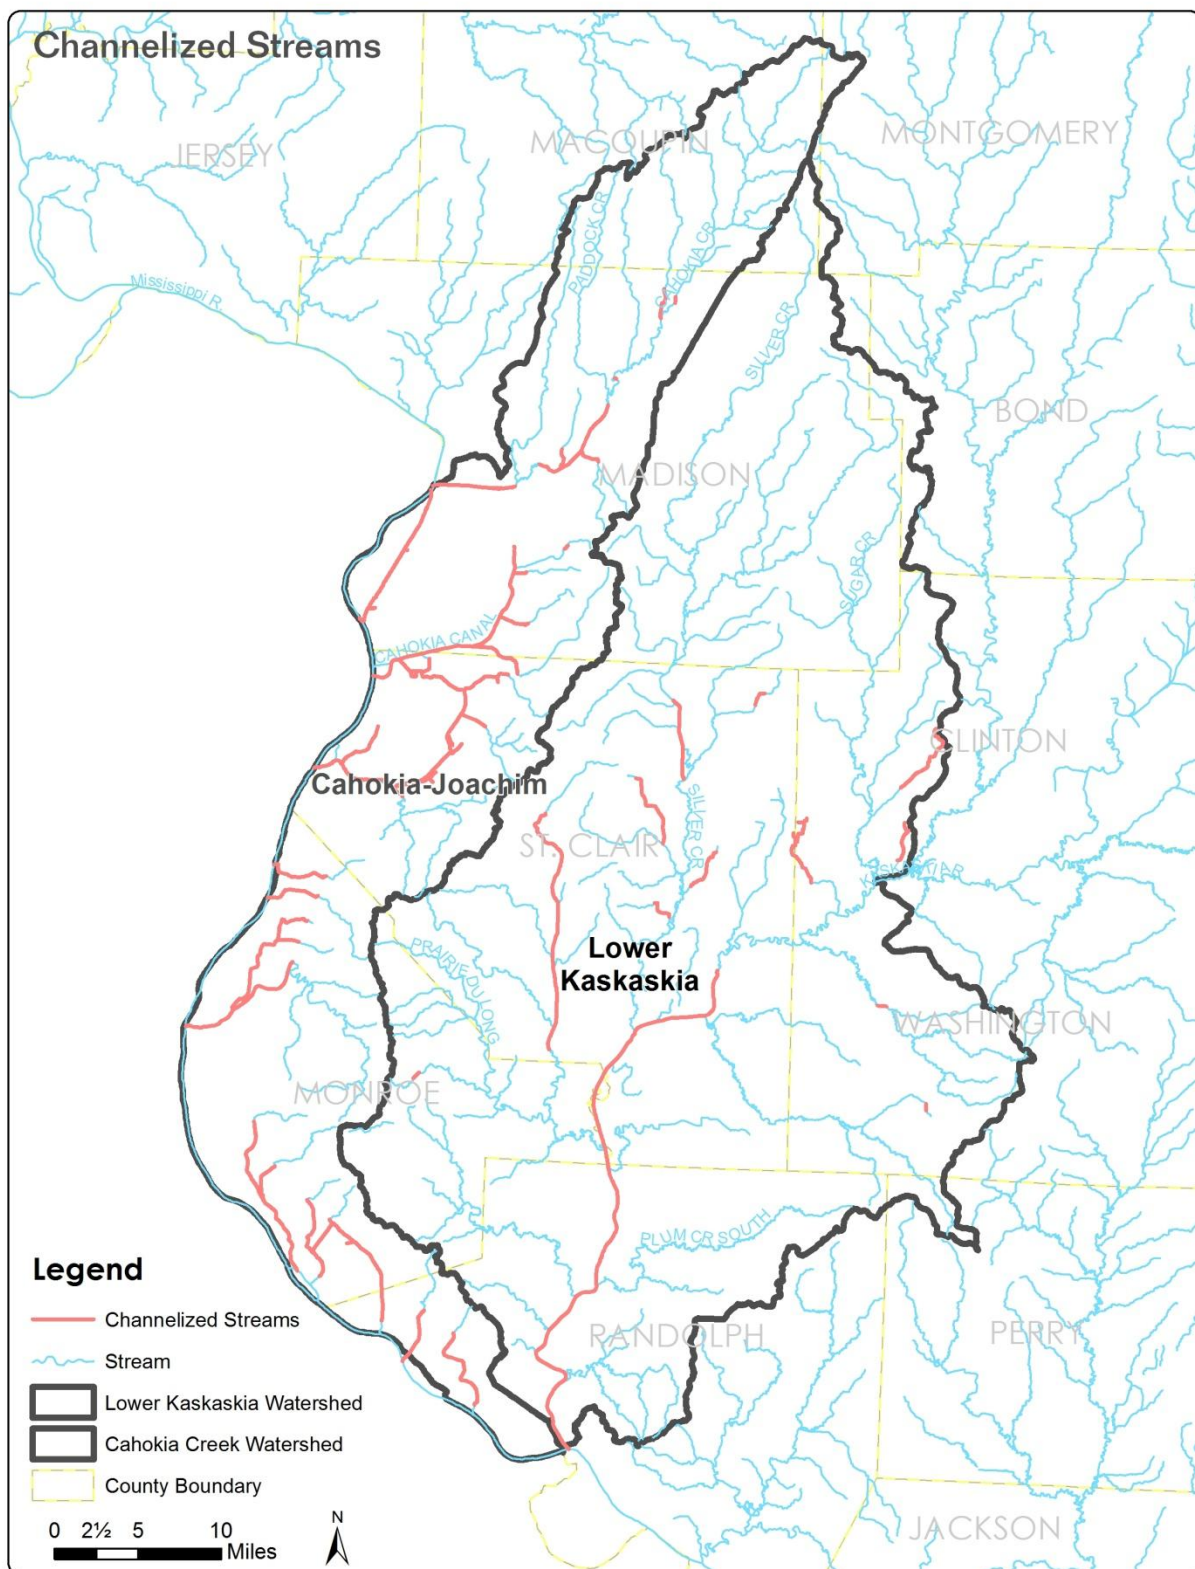 Channelized Streams
JERSEY
MACOUPIN
MONTGOMERY
PADDOCK CR
CAHOKIA CR
Mississippi R
SILVER CR
BOND
MADISON
SUGAR CR
CAHOKIA CANAL
CLINTON
Cahokia-Joachim
SILVER CR
ST. CLAIR
KASKASKIA R
PRAIRIE DU LONG
Lower
Kaskaskia
WASHINGTON
MONROE
PLUM CR SOUTH
RANDOLPH
PERRY
JACKSON
Legend
Channelized Streams
Stream
Lower Kaskaskia Watershed
Cahokia Creek Watershed
County Boundary
0 2½ 5 10
Miles
N